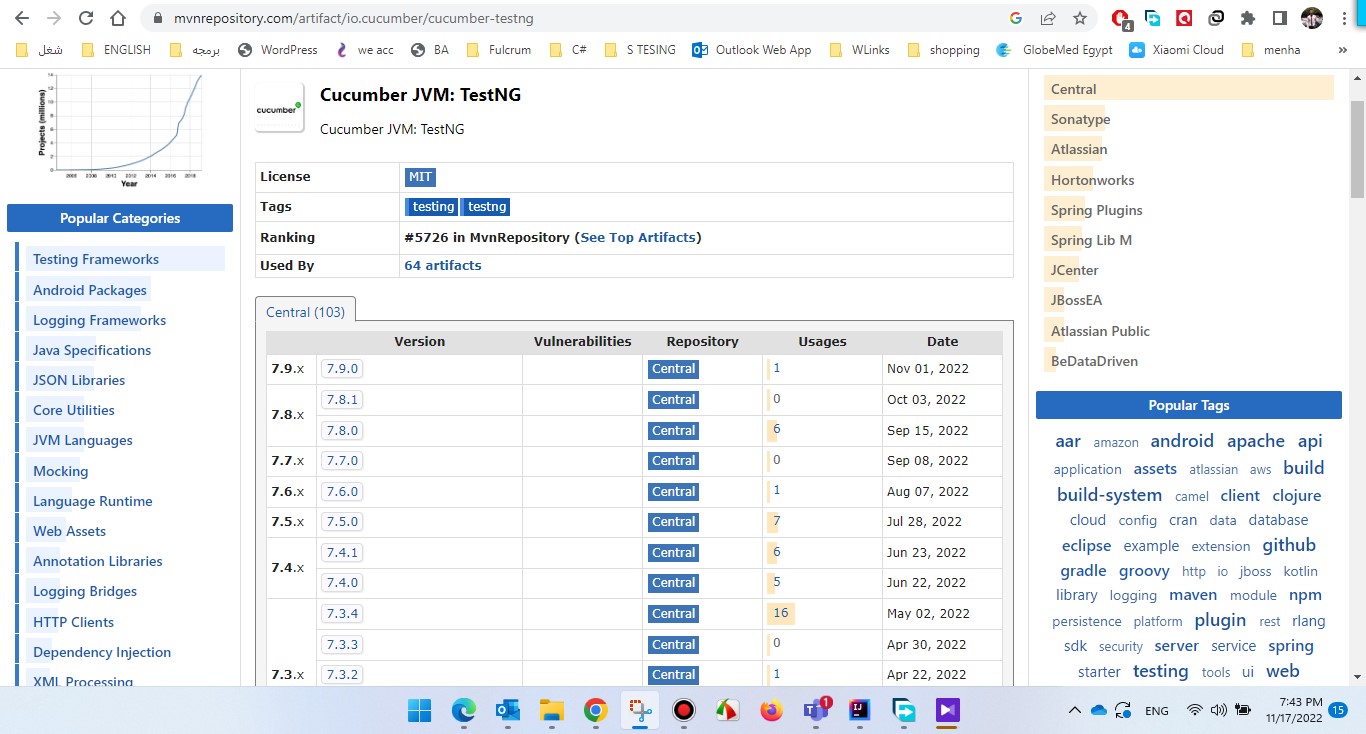 mvnrepository.com/artifact/io.cucumber/cucumber-testng
4
شغل ENGLISH برمجه WordPress we acc BA Fulcrum C# S TESING Outlook Web App WLinks shopping GlobeMed Egypt Xiaomi Cloud menha »
Projects (millions)
14
Year
Popular Categories
Testing Frameworks
Android Packages
Logging Frameworks
Java Specifications
JSON Libraries
Core Utilities
JVM Languages
Mocking
Language Runtime
Web Assets
Annotation Libraries
Logging Bridges
HTTP Clients
Dependency Injection
XML Processing
cucumber
Cucumber JVM: TestNG
Cucumber JVM: TestNG
License MIT
Tags testing testng
Ranking #5726 in MvnRepository (See Top Artifacts)
Used By 64 artifacts
Central (103)
Version Vulnerabilities Repository Usages Date
7.9.x 7.9.0 Central 1 Nov 01, 2022
7.8.x 7.8.1 Central 0 Oct 03, 2022
7.8.0 Central 6 Sep 15, 2022
7.7.x 7.7.0 Central 0 Sep 08, 2022
7.6.x 7.6.0 Central 1 Aug 07, 2022
7.5.x 7.5.0 Central 7 Jul 28, 2022
7.4.x 7.4.1 Central 6 Jun 23, 2022
7.4.0 Central 5 Jun 22, 2022
7.3.4 Central 16 May 02, 2022
7.3.3 Central 0 Apr 30, 2022
7.3.x 7.3.2 Central 1 Apr 22, 2022
Central
Sonatype
Atlassian
Hortonworks
Spring Plugins
Spring Lib M
JCenter
JBossEA
Atlassian Public
BeDataDriven
Popular Tags
aar amazon android apache api
application assets atlassian aws build
build-system camel client clojure
cloud config cran data database
eclipse example extension github
gradle groovy http io jboss kotlin
library logging maven module npm
persistence platform plugin rest rlang
sdk security server service spring
starter testing tools ui web
1
ENG
7:43 PM
11/17/2022
15